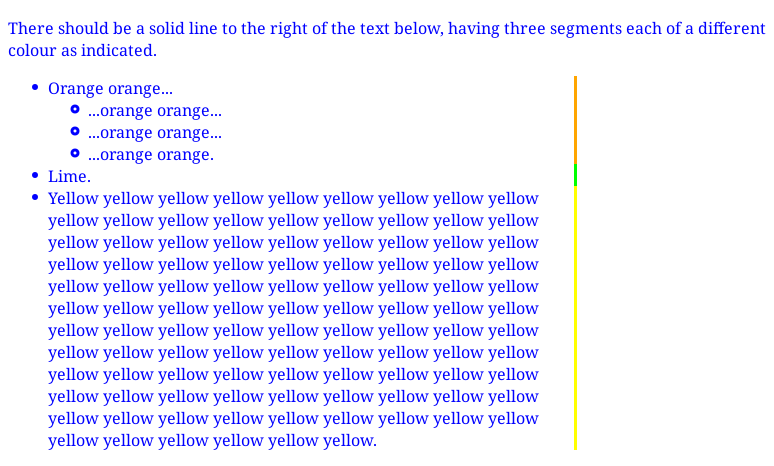 There should be a solid line to the right of the text below, having three segments each of a different
colour as indicated.
Orange orange...
...orange orange...
...orange orange...
...orange orange.
Lime.
Yellow yellow yellow yellow yellow yellow yellow yellow yellow
yellow yellow yellow yellow yellow yellow yellow yellow yellow
yellow yellow yellow yellow yellow yellow yellow yellow yellow
yellow yellow yellow yellow yellow yellow yellow yellow yellow
yellow yellow yellow yellow yellow yellow yellow yellow yellow
yellow yellow yellow yellow yellow yellow yellow yellow yellow
yellow yellow yellow yellow yellow yellow yellow yellow yellow
yellow yellow yellow yellow yellow yellow yellow yellow yellow
yellow yellow yellow yellow yellow yellow yellow yellow yellow
yellow yellow yellow yellow yellow yellow yellow yellow yellow
yellow yellow yellow yellow yellow yellow yellow yellow yellow
yellow yellow yellow yellow yellow yellow.